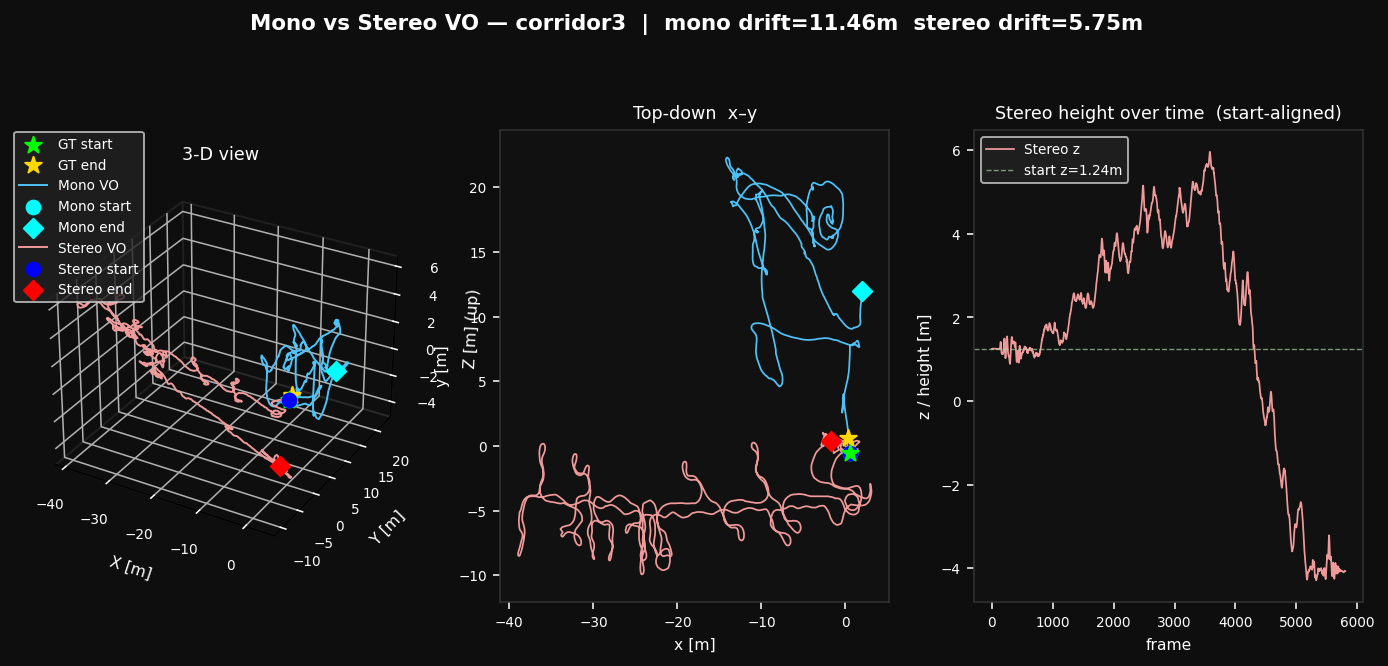 Mono vs Stereo VO — corridor3 | mono drift=11.46m stereo drift=5.75m
3-D view
GT start
GT end
Mono VO
Mono start
Mono end
Stereo VO
Stereo start
Stereo end
6
4
2
0
−2
−4
Z [m] (up)
20
15
10
5
0
−5
−10
Y [m]
−40
−30
−20
−10
0
X [m]
Top-down x–y
20
15
10
5
0
−5
−10
y [m]
−40
−30
−20
−10
0
x [m]
Stereo height over time (start-aligned)
Stereo z
start z=1.24m
6
4
2
0
−2
−4
z / height [m]
0
1000
2000
3000
4000
5000
6000
frame